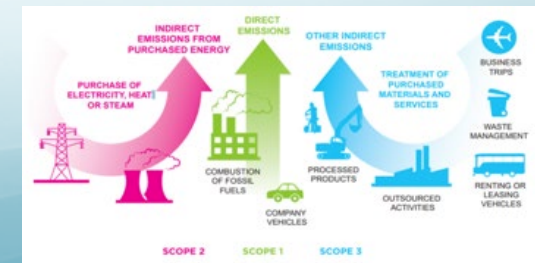 INDIRECT
EMISSIONS FROM
PURCHASED ENERGY
DIRECT
EMISSIONS
OTHER INDIRECT
EMISSIONS
PURCHASE OF
ELECTRICITY, HEAT
OR STEAM
TREATMENT OF
PURCHASED
MATERIALS AND
SERVICES
BUSINESS
TRIPS
WASTE
MANAGEMENT
COMBUSTION
OF FOSSIL
FUELS
PROCESSED
PRODUCTS
COMPANY
VEHICLES
OUTSOURCED
ACTIVITIES
RENTING OR
LEASING
VEHICLES
SCOPE 2
SCOPE 1
SCOPE 3